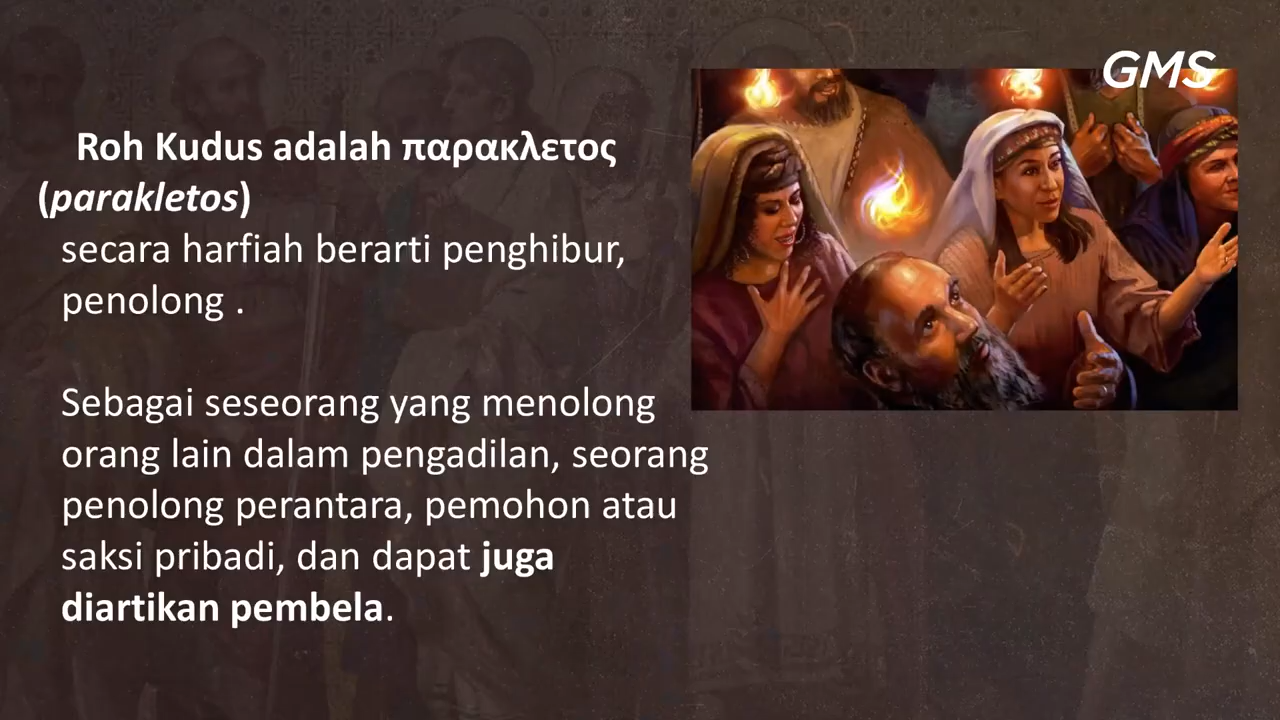 GMS
Roh Kudus adalah παρακλετος
(parakletos)
secara harfiah berarti penghibur,
penolong .
Sebagai seseorang yang menolong
orang lain dalam pengadilan, seorang
penolong perantara, pemohon atau
saksi pribadi, dan dapat juga
diartikan pembela.